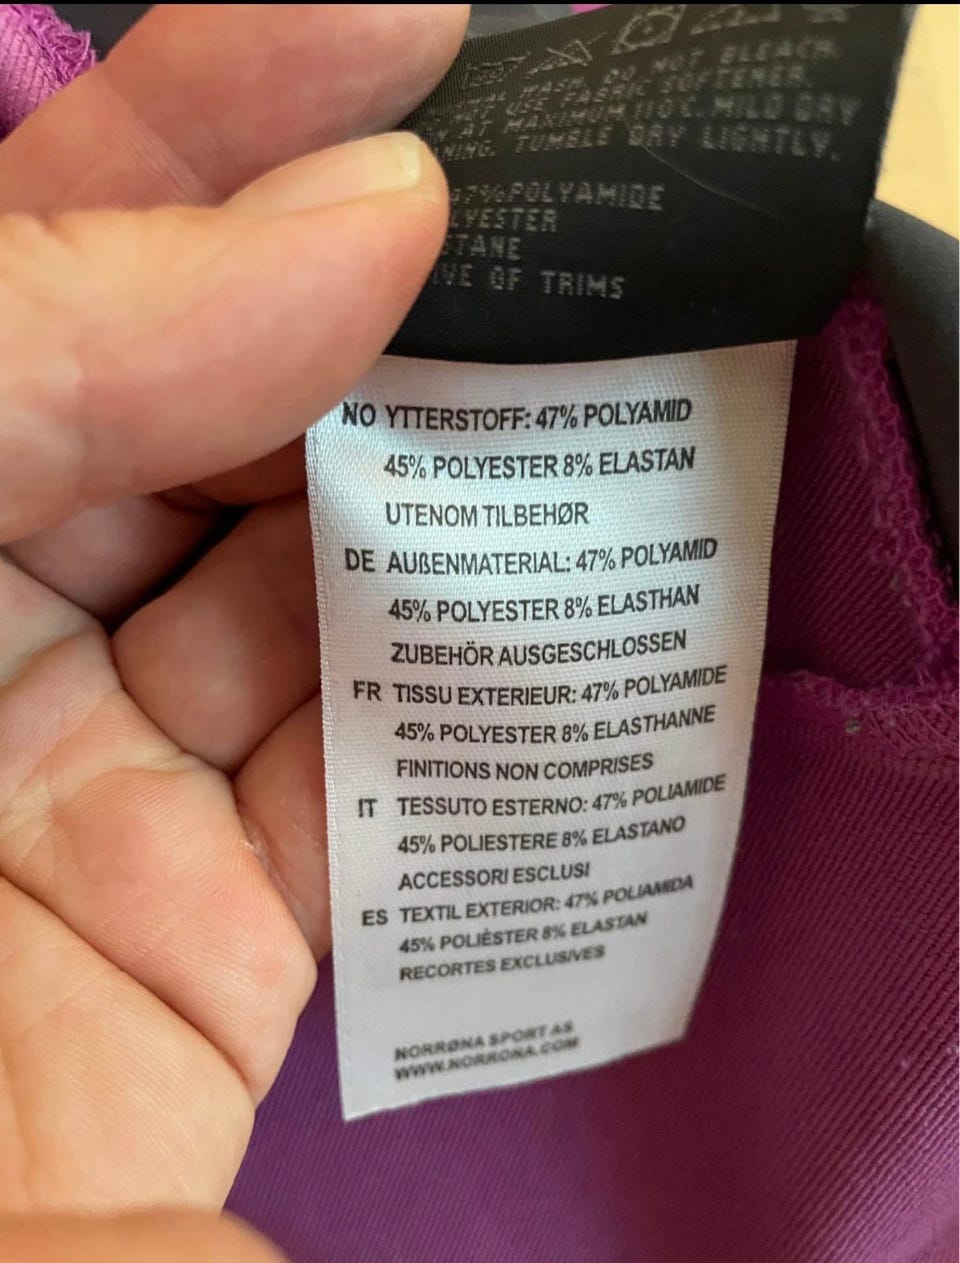 DO NOT BLEACH.
USE FABRIC SOFTENER.
AT MAXIMUM 110°C. MILD DRY
TUMBLE DRY LIGHTLY.
47%POLYAMIDE
OF TRIMS
NO YTTERSTOFF: 47% POLYAMID
45% POLYESTER 8% ELASTAN
UTENOM TILBEHØR
DE AUßENMATERIAL: 47% POLYAMID
45% POLYESTER 8% ELASTHAN
ZUBEHÖR AUSGESCHLOSSEN
FR TISSU EXTERIEUR: 47% POLYAMIDE
45% POLYESTER 8% ELASTHANNE
FINITIONS NON COMPRISES
IT TESSUTO ESTERNO: 47% POLIAMIDE
45% POLIESTERE 8% ELASTANO
ACCESSORI ESCLUSI
ES TEXTIL EXTERIOR: 47% POLIAMIDA
45% POLIÈSTER 8% ELASTAN
RECORTES EXCLUSIVES
NORRØNA SPORT AS
WWW.NORRONA.COM